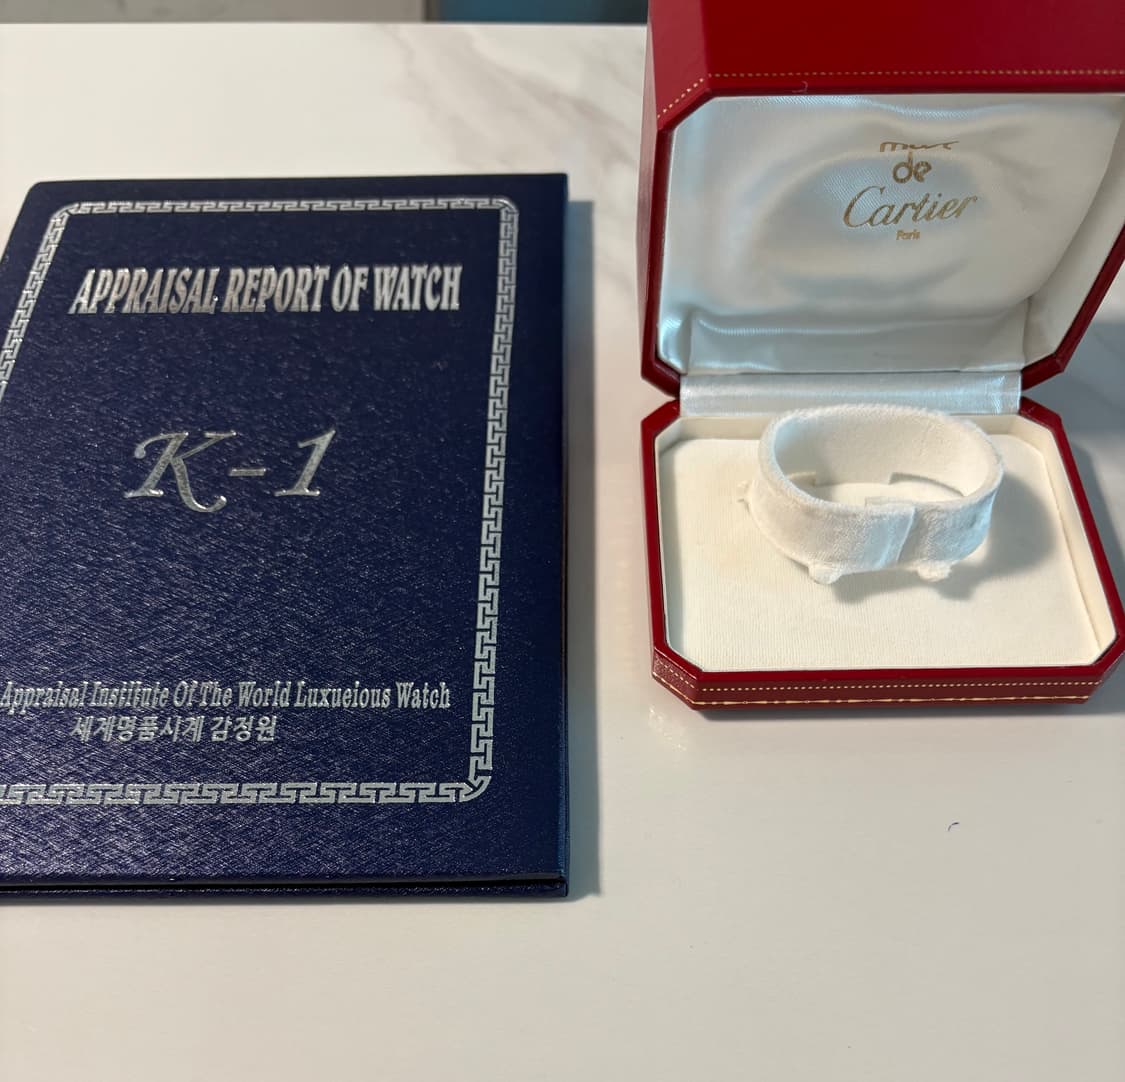 APPRAISAL REPORT OF WATCH
K-1
Appraisal Institute Of The World Luxueious Watch
세계명품시계 감정원
must
de
Cartier
Paris